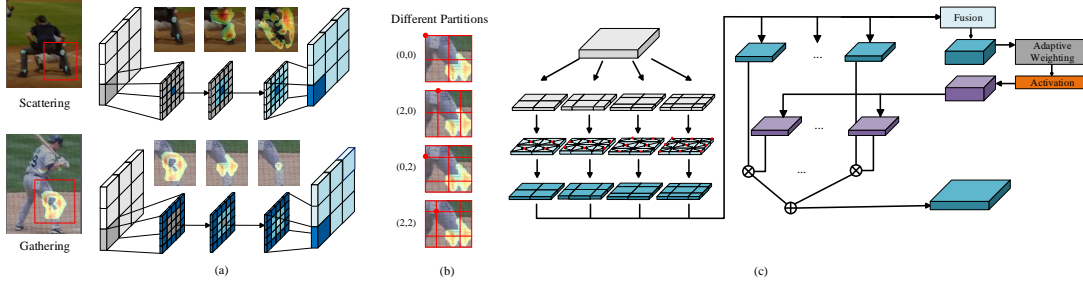 Scattering
Gathering
(a)
Different Partitions
(0,0)
(2,0)
(0,2)
(2,2)
(b)
...
Fusion
Adaptive
Weighting
Activation
...
...
(c)